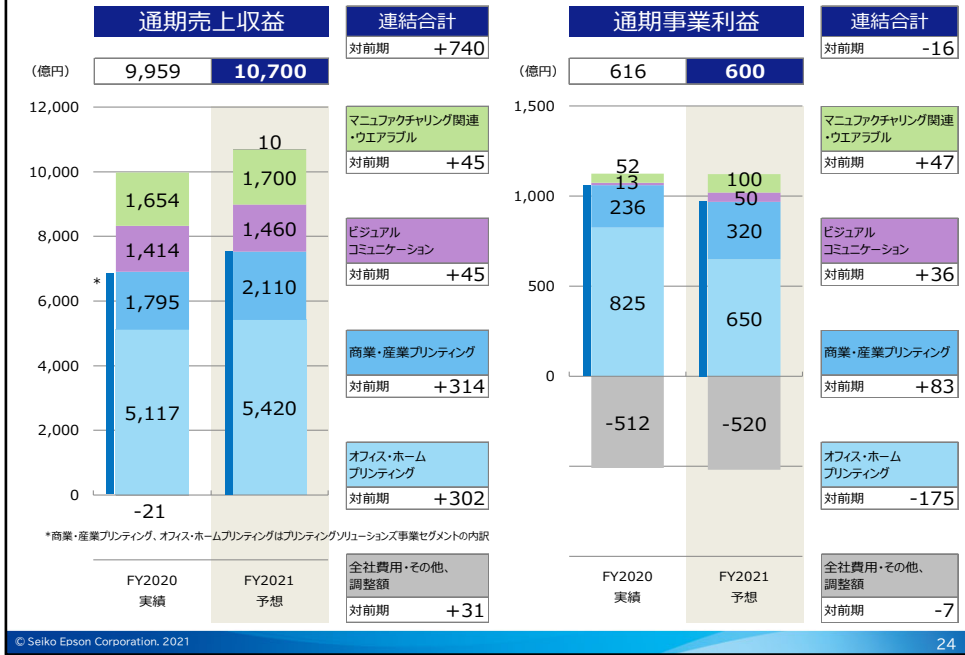 通期売上収益
連結合計
対前期 +740
(億円) 9,959 10,700
12,000
10,000
8,000
6,000
4,000
2,000
0
10
1,654 1,700
1,414 1,460
*
1,795 2,110
5,117 5,420
-21
マニュファクチャリング関連
・ウエアラブル
対前期 +45
ビジュアル
コミュニケーション
対前期 +45
商業・産業プリンティング
対前期 +314
オフィス・ホーム
プリンティング
対前期 +302
*商業・産業プリンティング、オフィス・ホームプリンティングはプリンティングソリューションズ事業セグメントの内訳
FY2020 FY2021
実績 予想
全社費用・その他、
調整額
対前期 +31
通期事業利益
連結合計
対前期 -16
(億円) 616 600
1,500
1,000
500
0
52 100
13 50
236 320
825 650
-512 -520
マニュファクチャリング関連
・ウエアラブル
対前期 +47
ビジュアル
コミュニケーション
対前期 +36
商業・産業プリンティング
対前期 +83
オフィス・ホーム
プリンティング
対前期 -175
FY2020 FY2021
実績 予想
全社費用・その他、
調整額
対前期 -7
© Seiko Epson Corporation. 2021
24